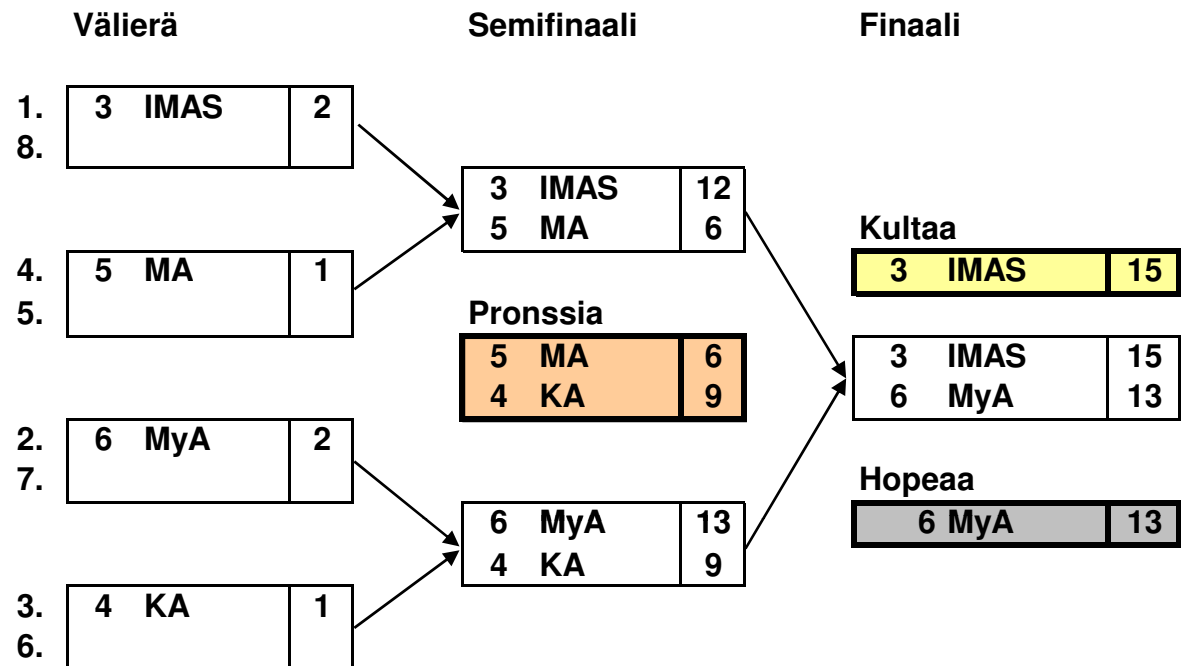 Välierä Semifinaali Finaali
1. 3 IMAS 2
8.
3 IMAS 12
5 MA 6
Kultaa
4. 5 MA 1
3 IMAS 15
5.
Pronssia
5 MA 6
3 IMAS 15
4 KA 9
6 MyA 13
2. 6 MyA 2
7.
Hopeaa
6 MyA 13
6 MyA 13
4 KA 9
3. 4 KA 1
6.